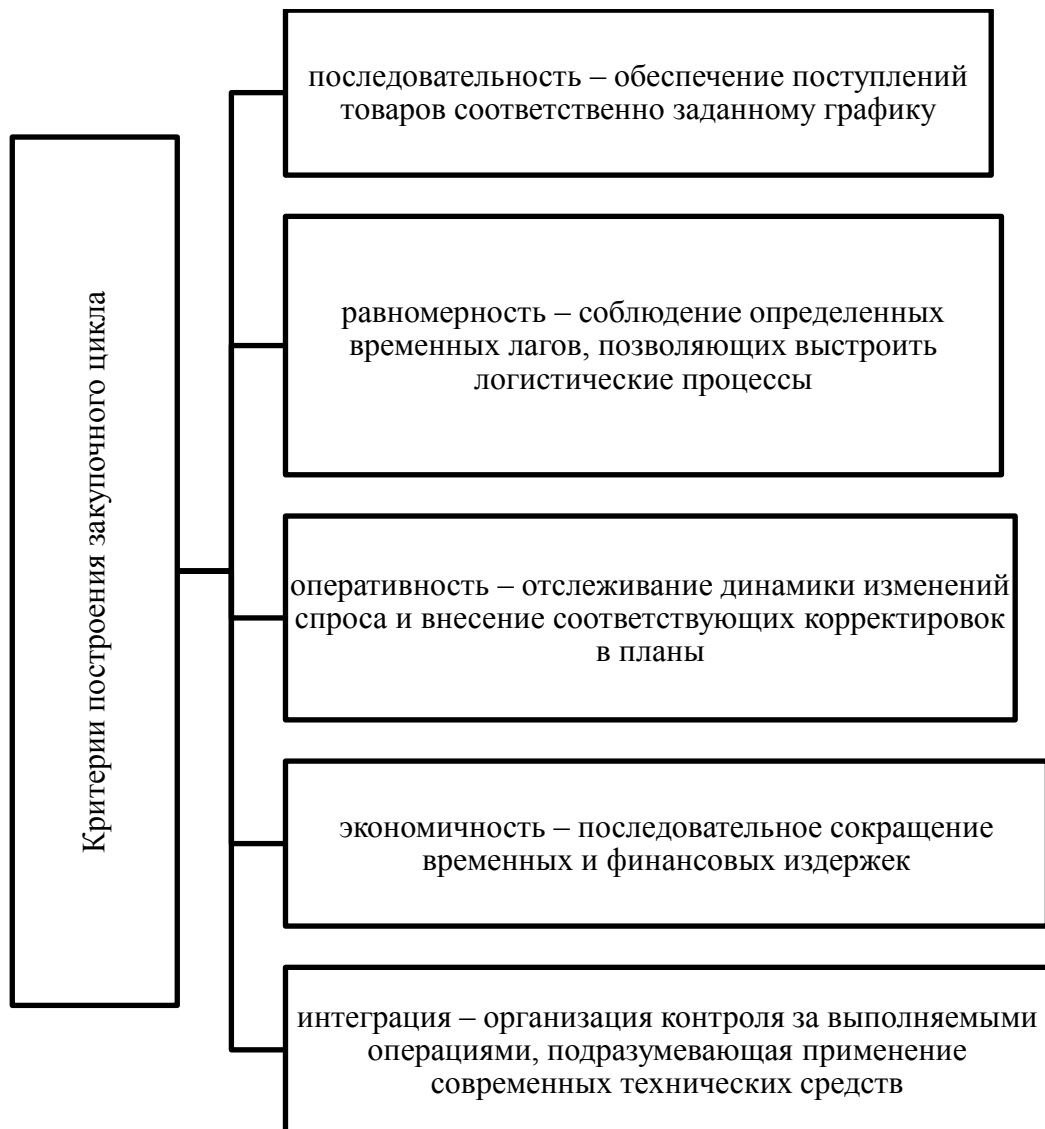 Критерии построения закупочного цикла
последовательность – обеспечение поступлений
товаров соответственно заданному графику
равномерность – соблюдение определенных
временных лагов, позволяющих выстроить
логистические процессы
оперативность – отслеживание динамики изменений
спроса и внесение соответствующих корректировок
в планы
экономичность – последовательное сокращение
временных и финансовых издержек
интеграция – организация контроля за выполняемыми
операциями, подразумевающая применение
современных технических средств